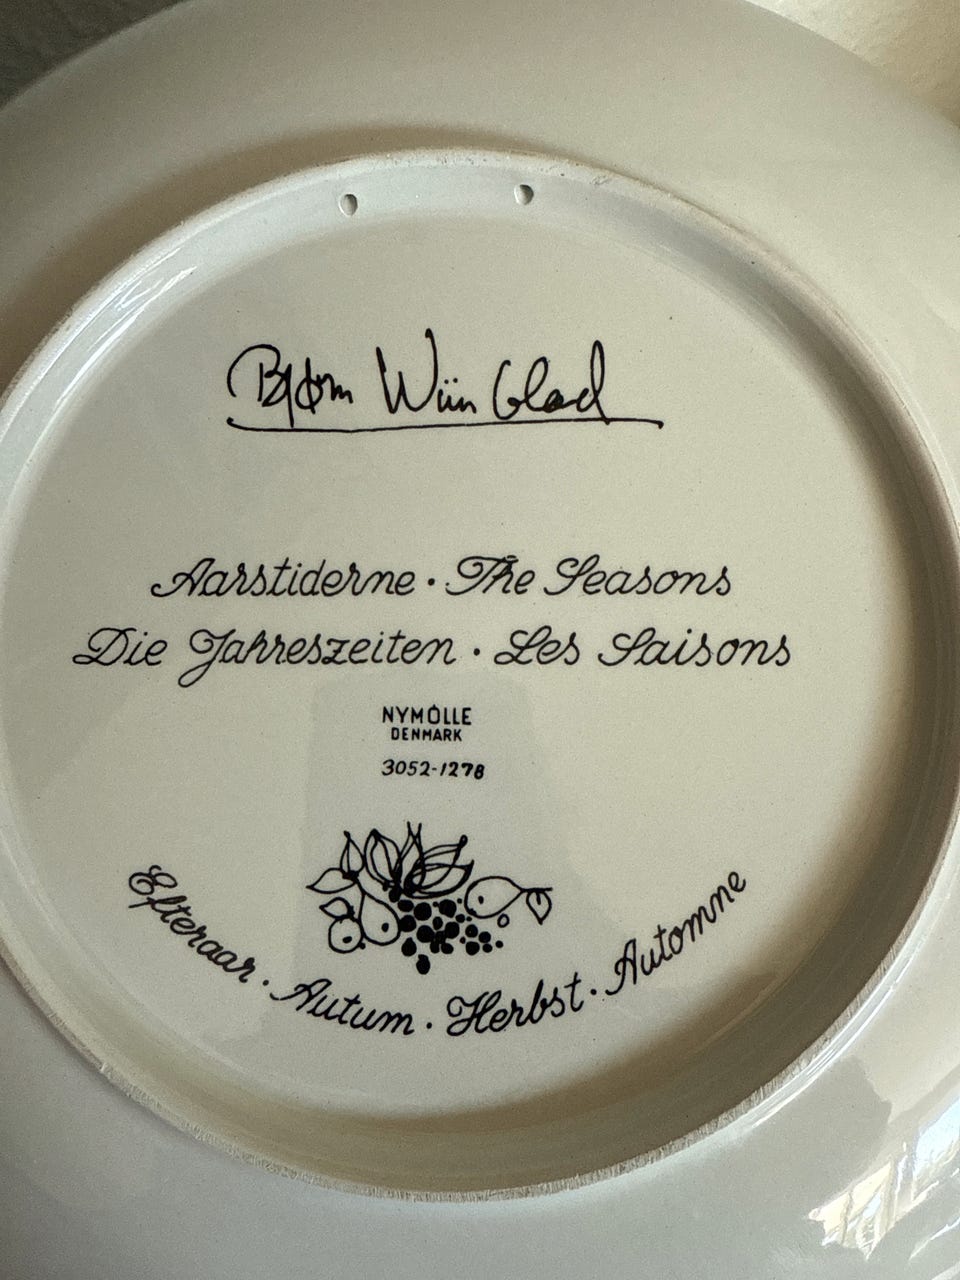 Bjørn Wiinblad
Aarstiderne · The Seasons
Die Jahreszeiten · Les Saisons
NYMÖLLE
DENMARK
3052-1278
Efteraar · Autum · Herbst · Automne